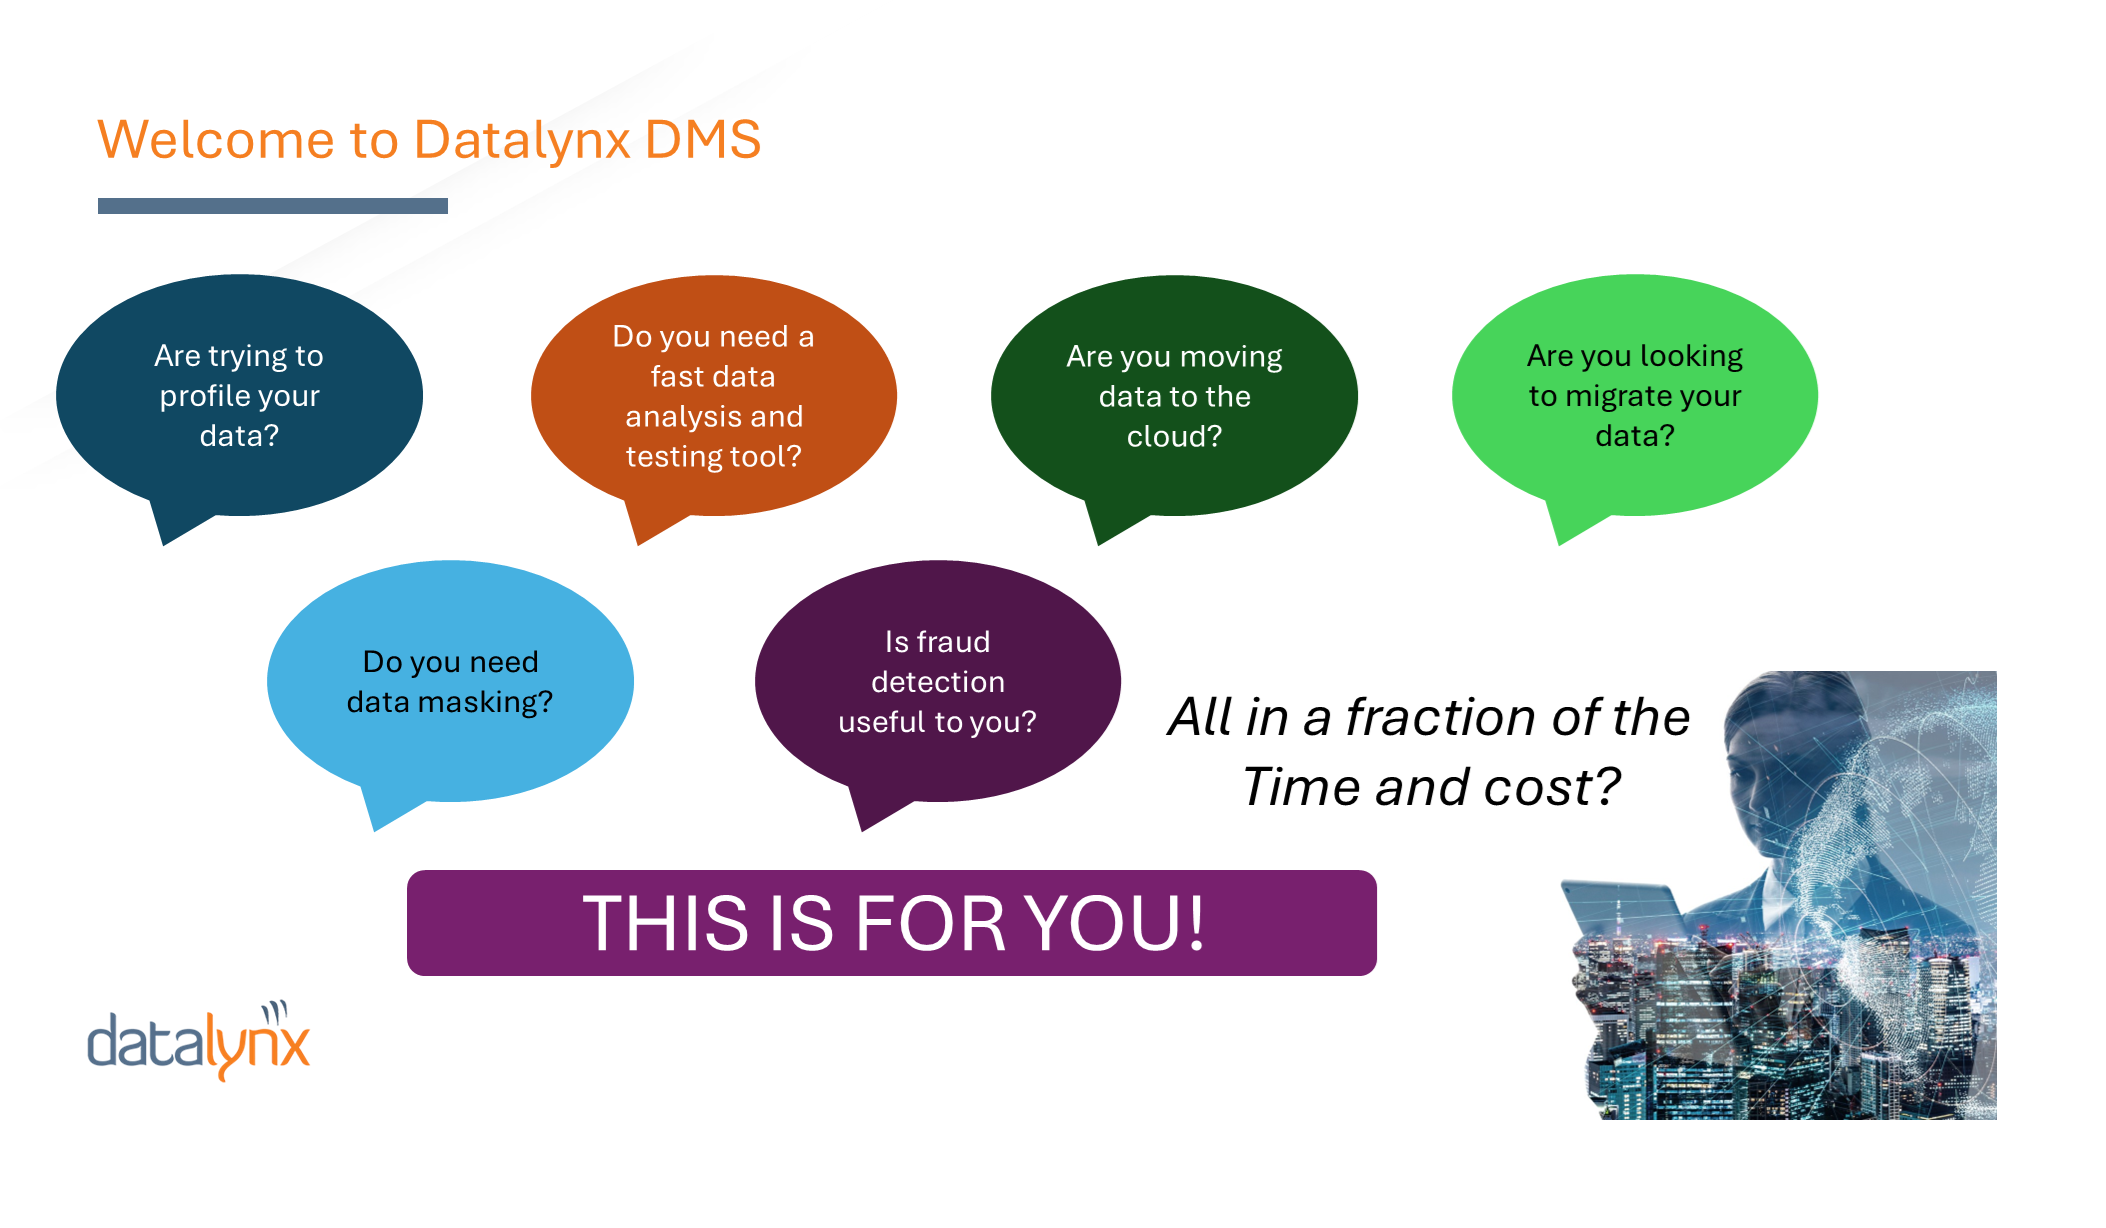 Welcome to Datalynx DMS
Are trying to
profile your
data?
Do you need a
fast data
analysis and
testing tool?
Are you moving
data to the
cloud?
Are you looking
to migrate your
data?
Do you need
data masking?
Is fraud
detection
useful to you?
All in a fraction of the
Time and cost?
THIS IS FOR YOU!
datalynx